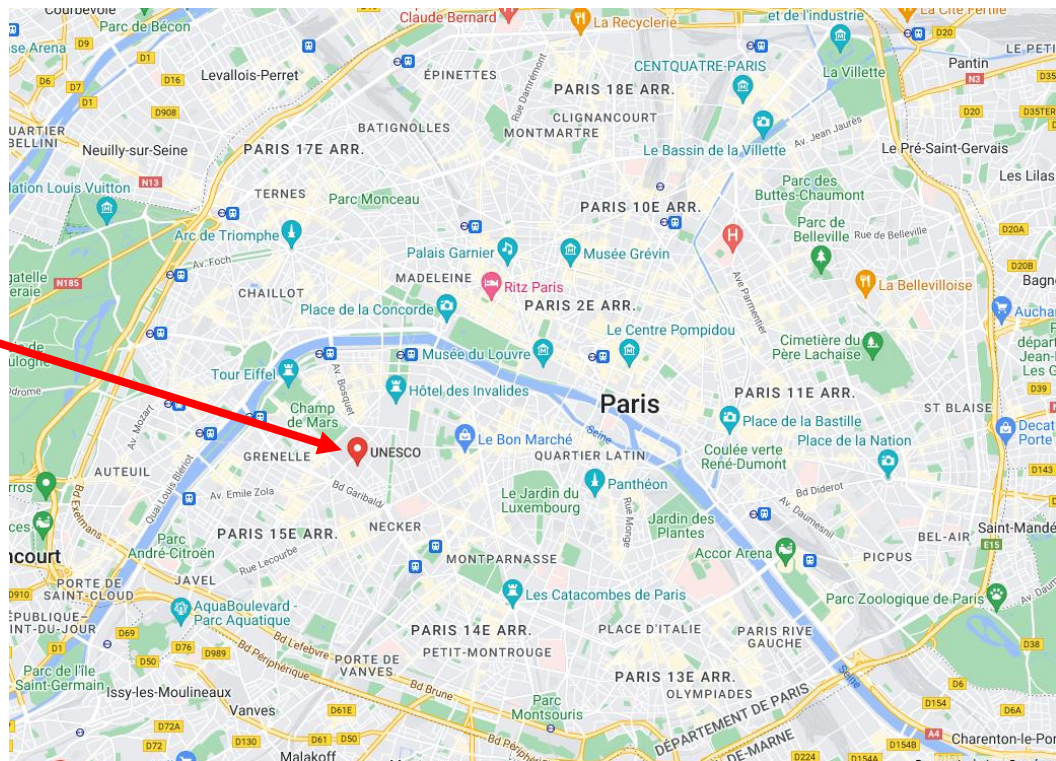 Courbevoie
Parc de Bécon
Claude Bernard
La Recyclerie
et de l'industrie
La Cité Fertile
D20
D9
D1
D6
D7
D16
D1
D908
Levallois-Perret
ÉPINETTES
Rue Damrémont
CENTQUATRE-PARIS
La Villette
LE PETI
Pantin
N3
D35
PARIS 18E ARR.
CLIGNANCOURT
MONTMARTRE
BATIGNOLLES
D20
D35TER
Neuilly-sur-Seine
PARIS 17E ARR.
Le Bassin de la Villette
Av. Jean Jaurès
Le Pré-Saint-Gervais
N13
Les Lilas
TERNES
Parc Monceau
Parc des
Buttes-Chaumont
PARIS 10E ARR.
Arc de Triomphe
Parc de
Belleville
Rue de Belleville
D20A
Palais Garnier
Musée Grévin
Av. Foch
D20B
N185
MADELEINE
Ritz Paris
Ave Parmentier
La Bellevilloise
CHAILLOT
Place de la Concorde
PARIS 2E ARR.
Le Centre Pompidou
Cimetière du
Père Lachaise
Musée du Louvre
Tour Eiffel
Av. Bosquet
Hôtel des Invalides
D39
PARIS 11E ARR.
Champ
de Mars
Paris
ST BLAISE
Av. Mozart
Place de la Bastille
Le Bon Marché
Seine
Place de la Nation
UNESCO
GRENELLE
QUARTIER LATIN
Coulée verte
René-Dumont
AUTEUIL
Quai Louis Blériot
Panthéon
D143
Bd Exelmans
Av. Emile Zola
Bd Garibaldi
Le Jardin du
Luxembourg
Rue Monge
Bd Diderot
Av. Daumesnil
Jardin des
Plantes
NECKER
Saint-Mandé
PARIS 15E ARR.
BEL-AIR
E15
Parc
André-Citroën
Rue Lecourbe
Accor Arena
PICPUS
MONTPARNASSE
D910
PORTE DE
SAINT-CLOUD
JAVEL
Les Catacombes de Paris
Parc Zoologique de Paris
AquaBoulevard -
Parc Aquatique
D69
PARIS 14E ARR.
PETIT-MONTROUGE
PLACE D'ITALIE
PARIS RIVE
GAUCHE
D1
D50
D76
D989
Bd Lefebvre
Bd Périphérique
PORTE DE
VANVES
D38
Parc de l'île
Saint-Germain
PARIS 13E ARR.
OLYMPIADES
Seine
Issy-les-Moulineaux
Bd Brune
D6
Vanves
D61E
Parc
Montsouris
DÉPARTEMENT DE PARIS
D154
D6A
D72A
D72
D130
D61
D50
A4
Charenton-le-Pon
D154B
Malakoff
D224
D154A